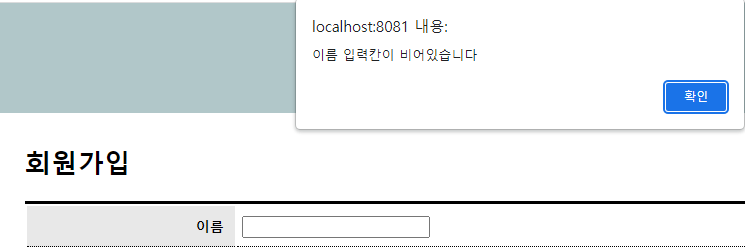 localhost:8081 내용:
이름 입력칸이 비어있습니다
확인
회원가입
이름